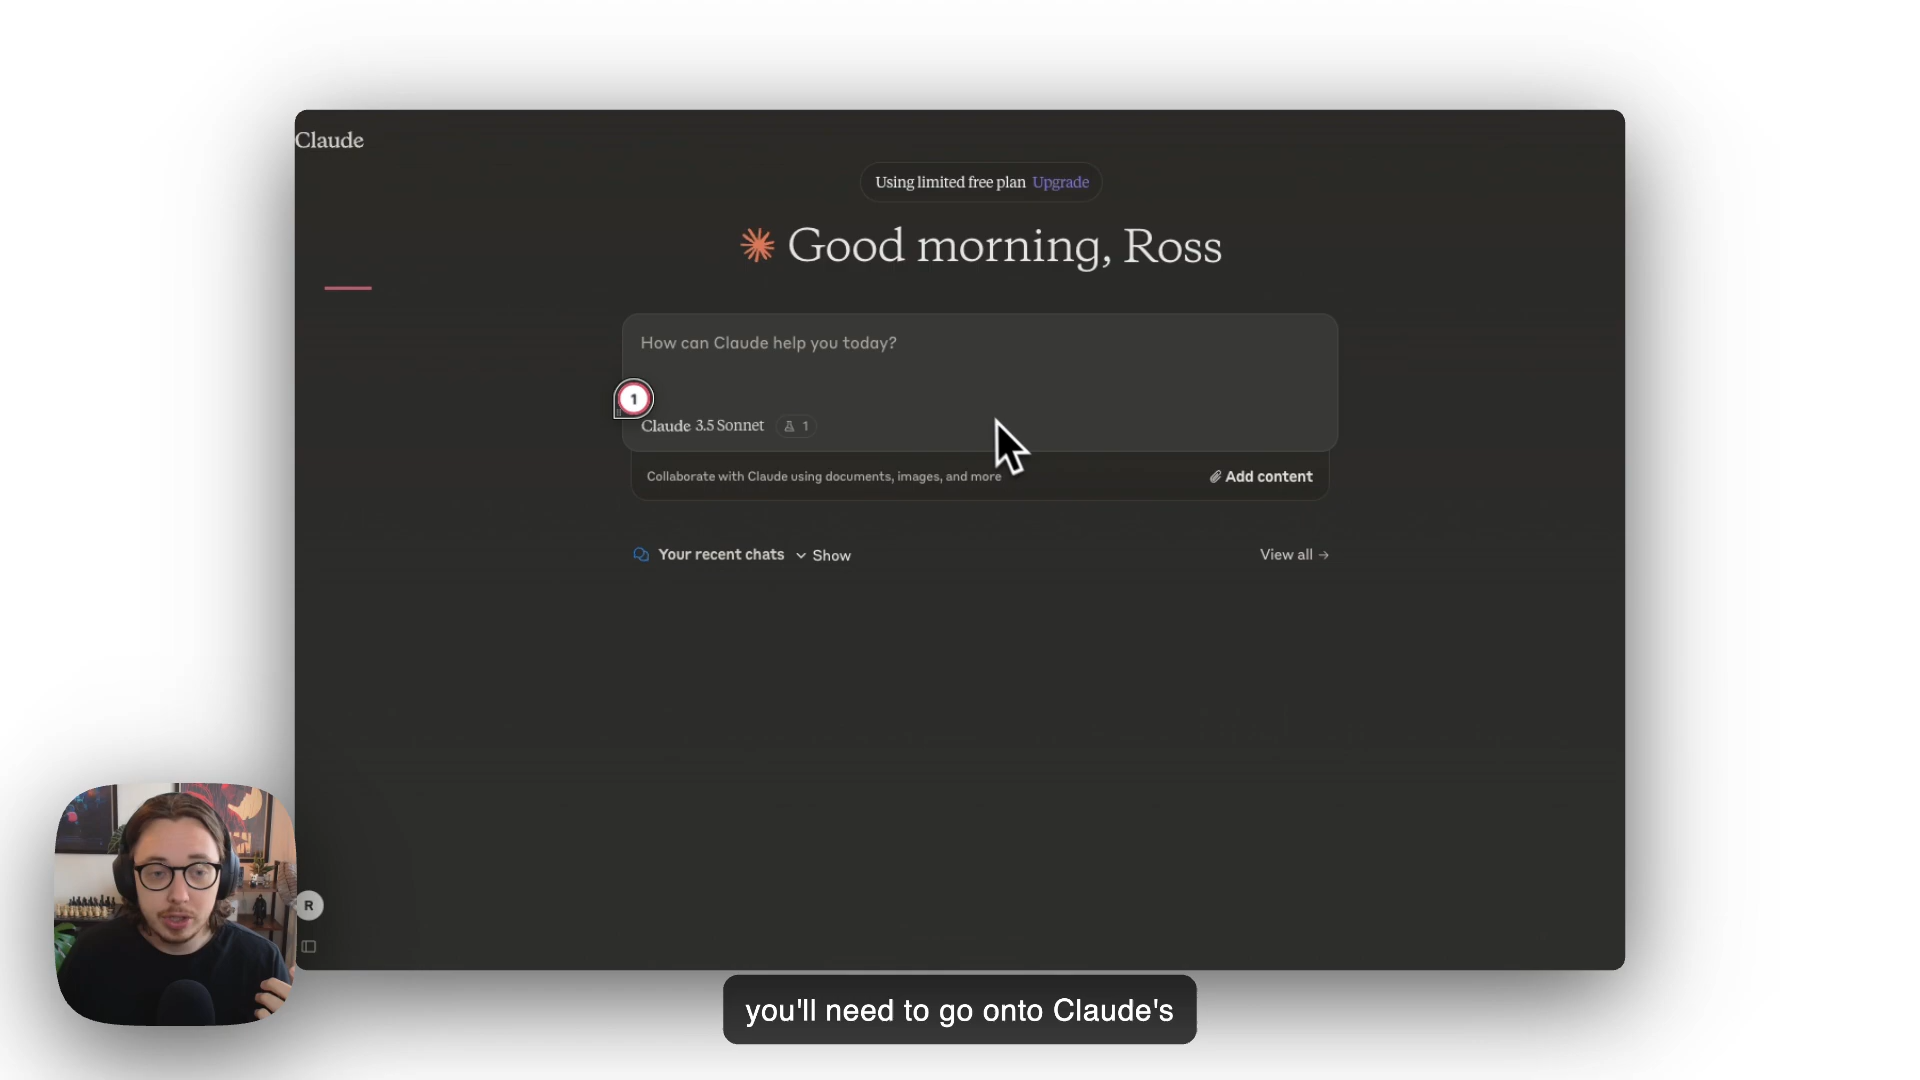 Claude
Using limited free plan Upgrade
Good morning, Ross
How can Claude help you today?
1
Claude 3.5 Sonnet 1
Collaborate with Claude using documents, images, and more Add content
Your recent chats Show View all →
R
you'll need to go onto Claude's